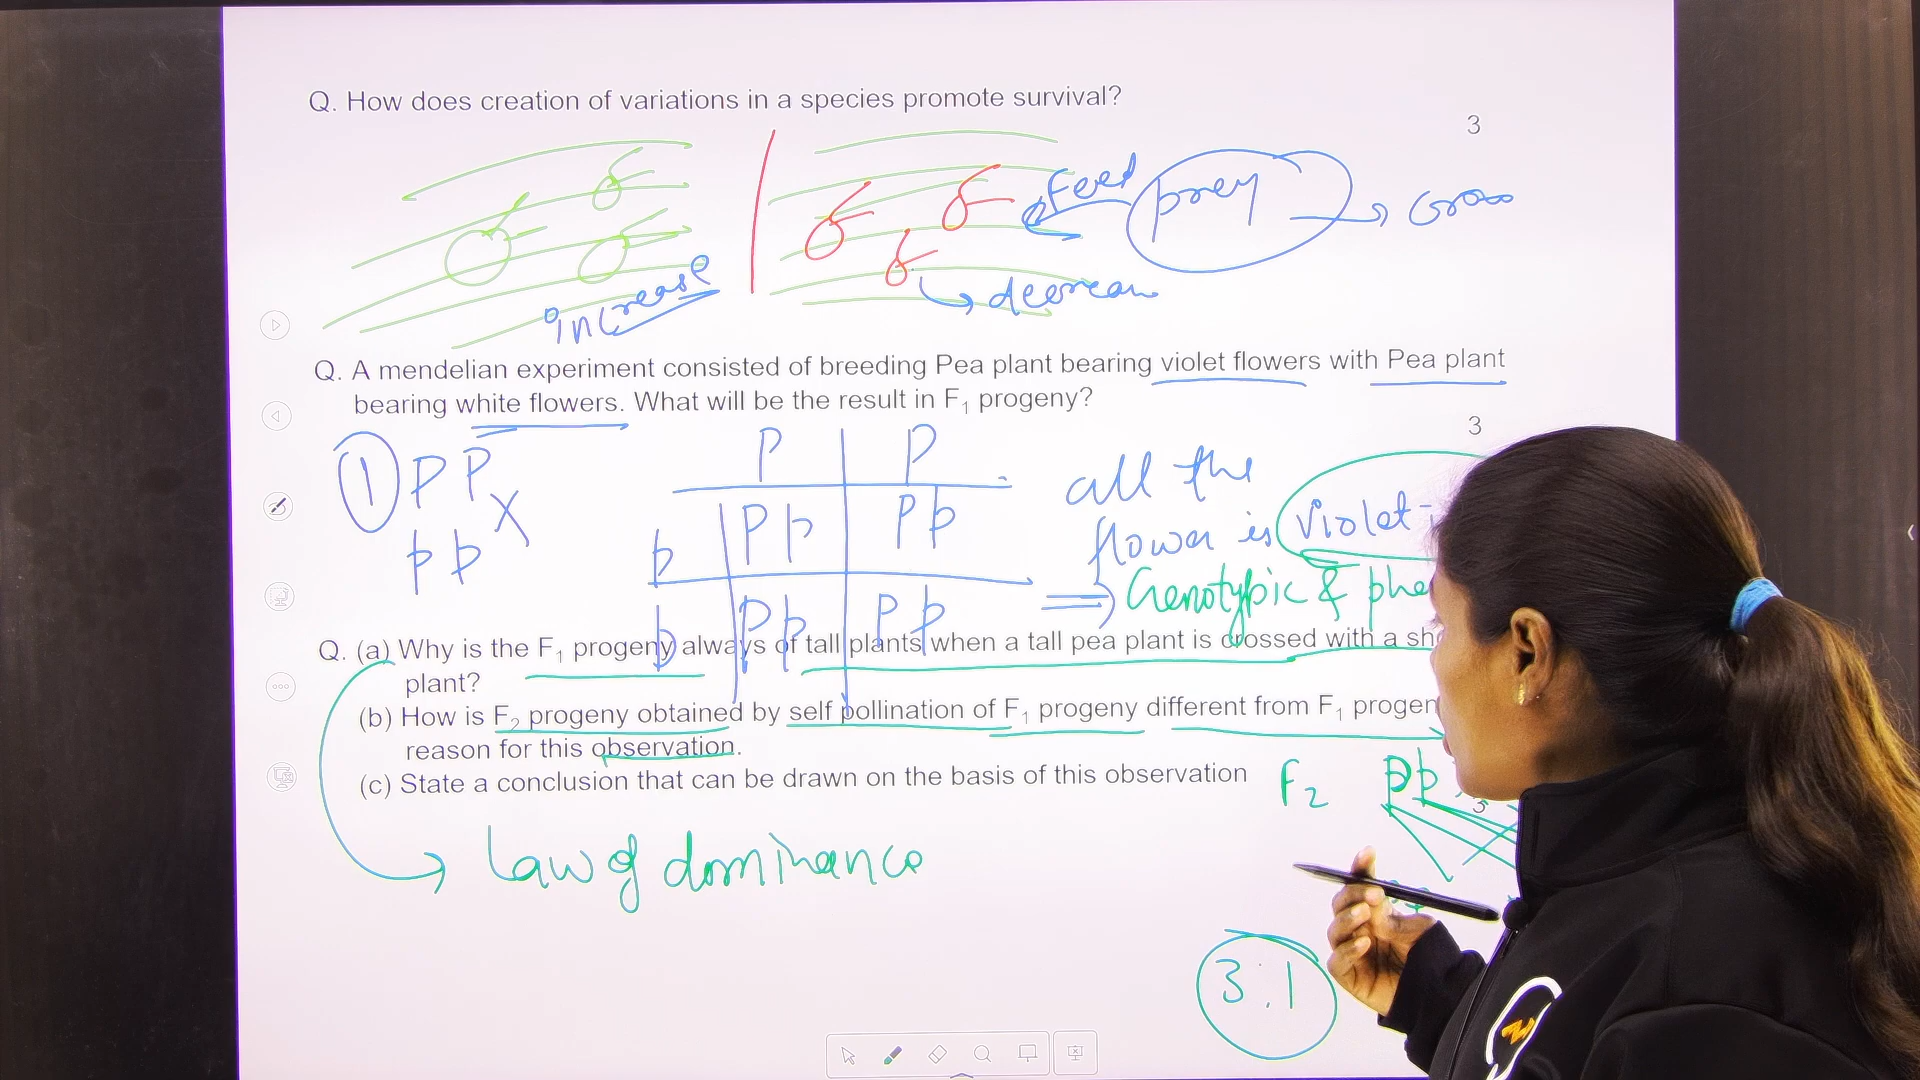 Q. How does creation of variations in a species promote survival?
3
Feed prey → Grass
increase
decrease
Q. A mendelian experiment consisted of breeding Pea plant bearing violet flowers with Pea plant
bearing white flowers. What will be the result in F₁ progeny?
3
① P P
X
p p
P P
p Pp Pp
p Pp Pp
all the
flower is violet
⇒ Genotypic & phe
Q. (a) Why is the F₁ progeny always of tall plants when a tall pea plant is crossed with a sh
plant?
(b) How is F₂ progeny obtained by self pollination of F₁ progeny different from F₁ progen
reason for this observation.
(c) State a conclusion that can be drawn on the basis of this observation
3
F₂ Pp
Law of dominance
3:1